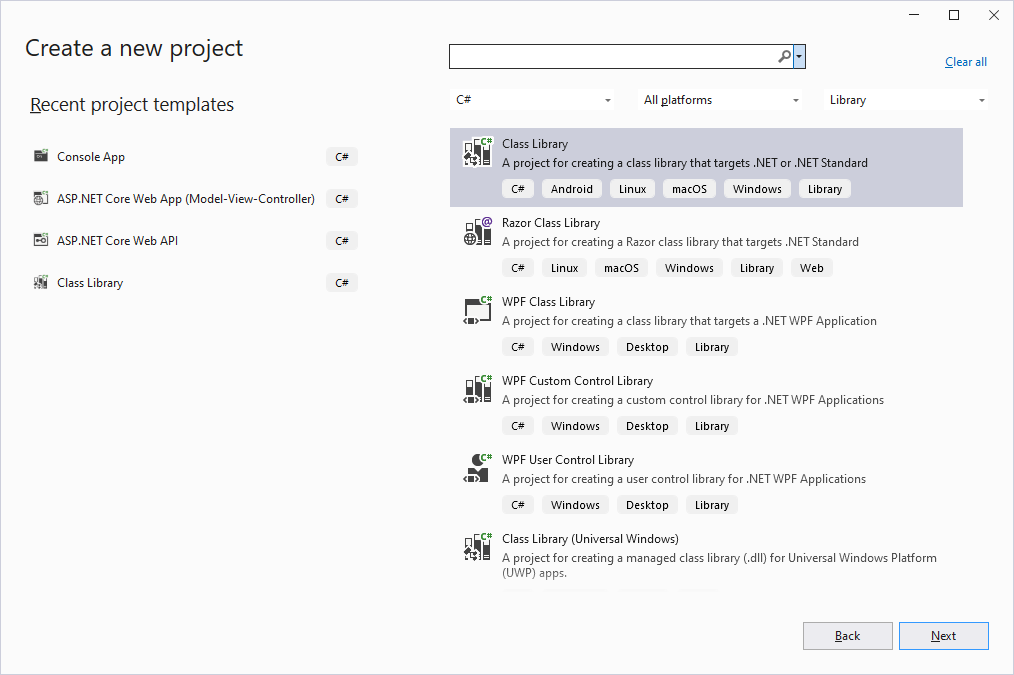 Create a new project
Clear all
Recent project templates
C#
All platforms
Library
Console App
C#
ASP.NET Core Web App (Model-View-Controller)
C#
ASP.NET Core Web API
C#
Class Library
C#
Class Library
A project for creating a class library that targets .NET or .NET Standard
C# Android Linux macOS Windows Library
Razor Class Library
A project for creating a Razor class library that targets .NET Standard
C# Linux macOS Windows Library Web
WPF Class Library
A project for creating a class library that targets a .NET WPF Application
C# Windows Desktop Library
WPF Custom Control Library
A project for creating a custom control library for .NET WPF Applications
C# Windows Desktop Library
WPF User Control Library
A project for creating a user control library for .NET WPF Applications
C# Windows Desktop Library
Class Library (Universal Windows)
A project for creating a managed class library (.dll) for Universal Windows Platform
(UWP) apps.
Back
Next